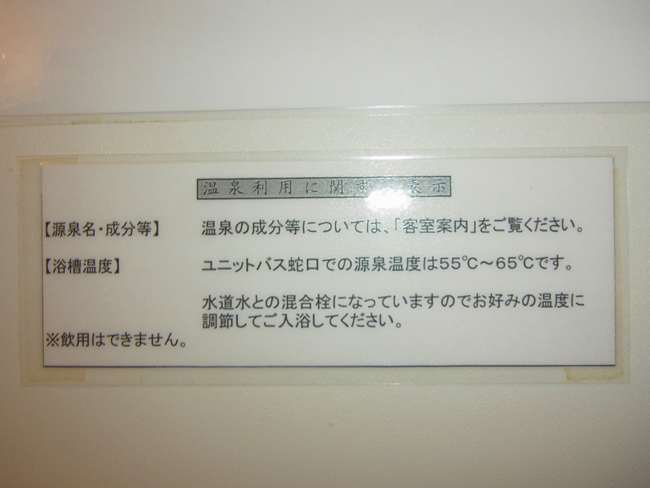 温泉利用に関する表示
【源泉名・成分等】 温泉の成分等については、「客室案内」をご覧ください。
【浴槽温度】 ユニットバス蛇口での源泉温度は55℃～65℃です。
水道水との混合栓になっていますのでお好みの温度に
調節してご入浴してください。
※飲用はできません。